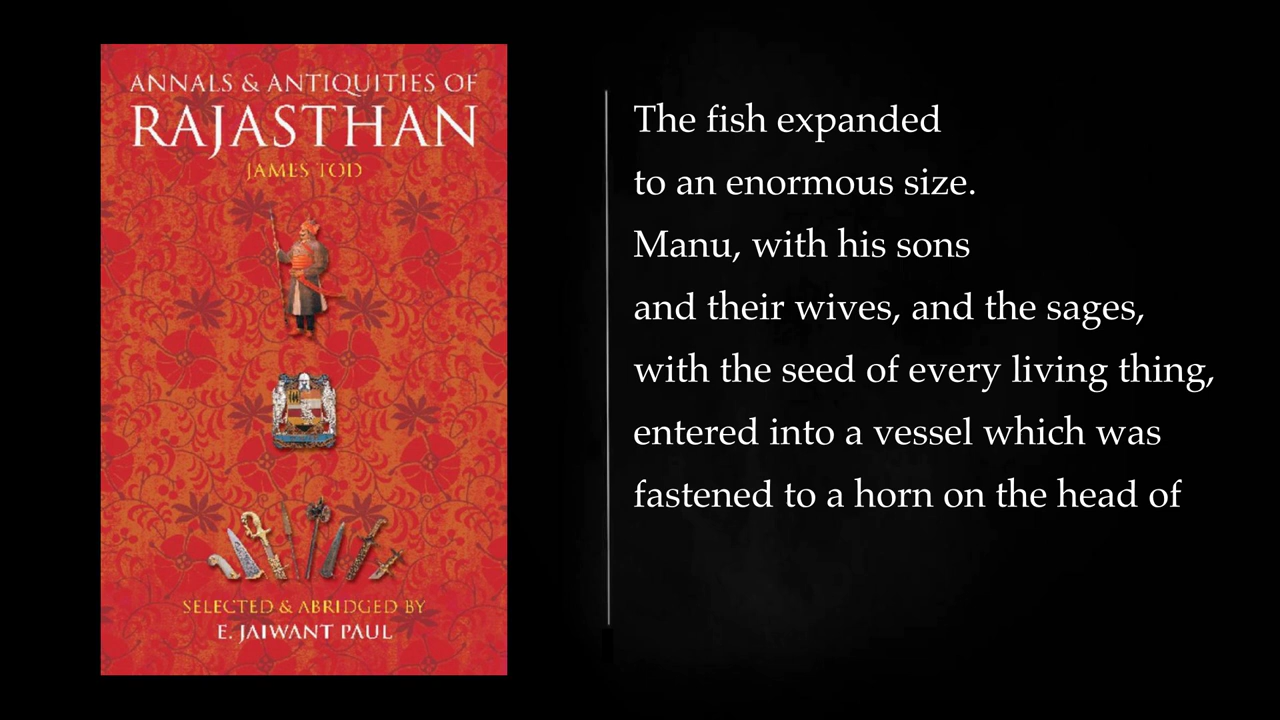 ANNALS & ANTIQUITIES OF
RAJASTHAN
JAMES TOD
SELECTED & ABRIDGED BY
E. JAIWANT PAUL
The fish expanded
to an enormous size.
Manu, with his sons
and their wives, and the sages,
with the seed of every living thing,
entered into a vessel which was
fastened to a horn on the head of